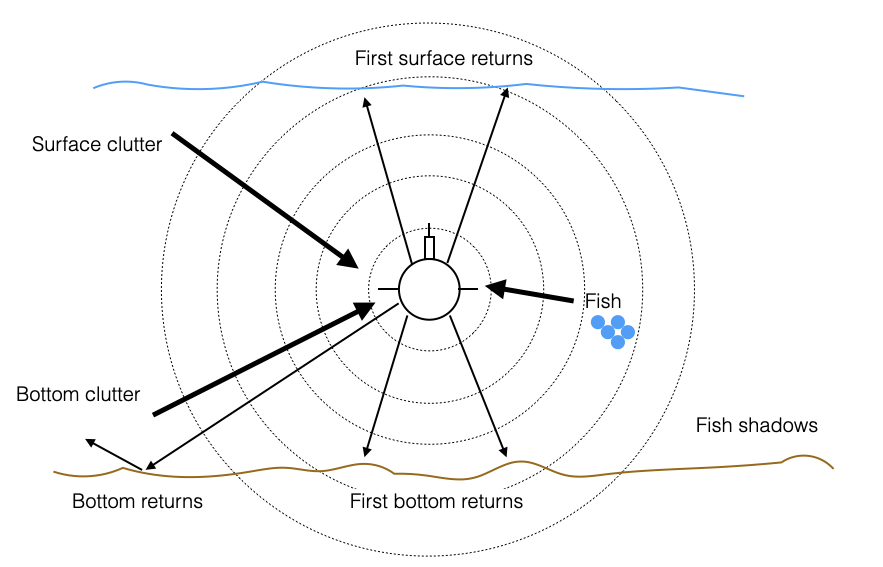 First surface returns
Surface clutter
Fish
Bottom clutter
Fish shadows
Bottom returns
First bottom returns